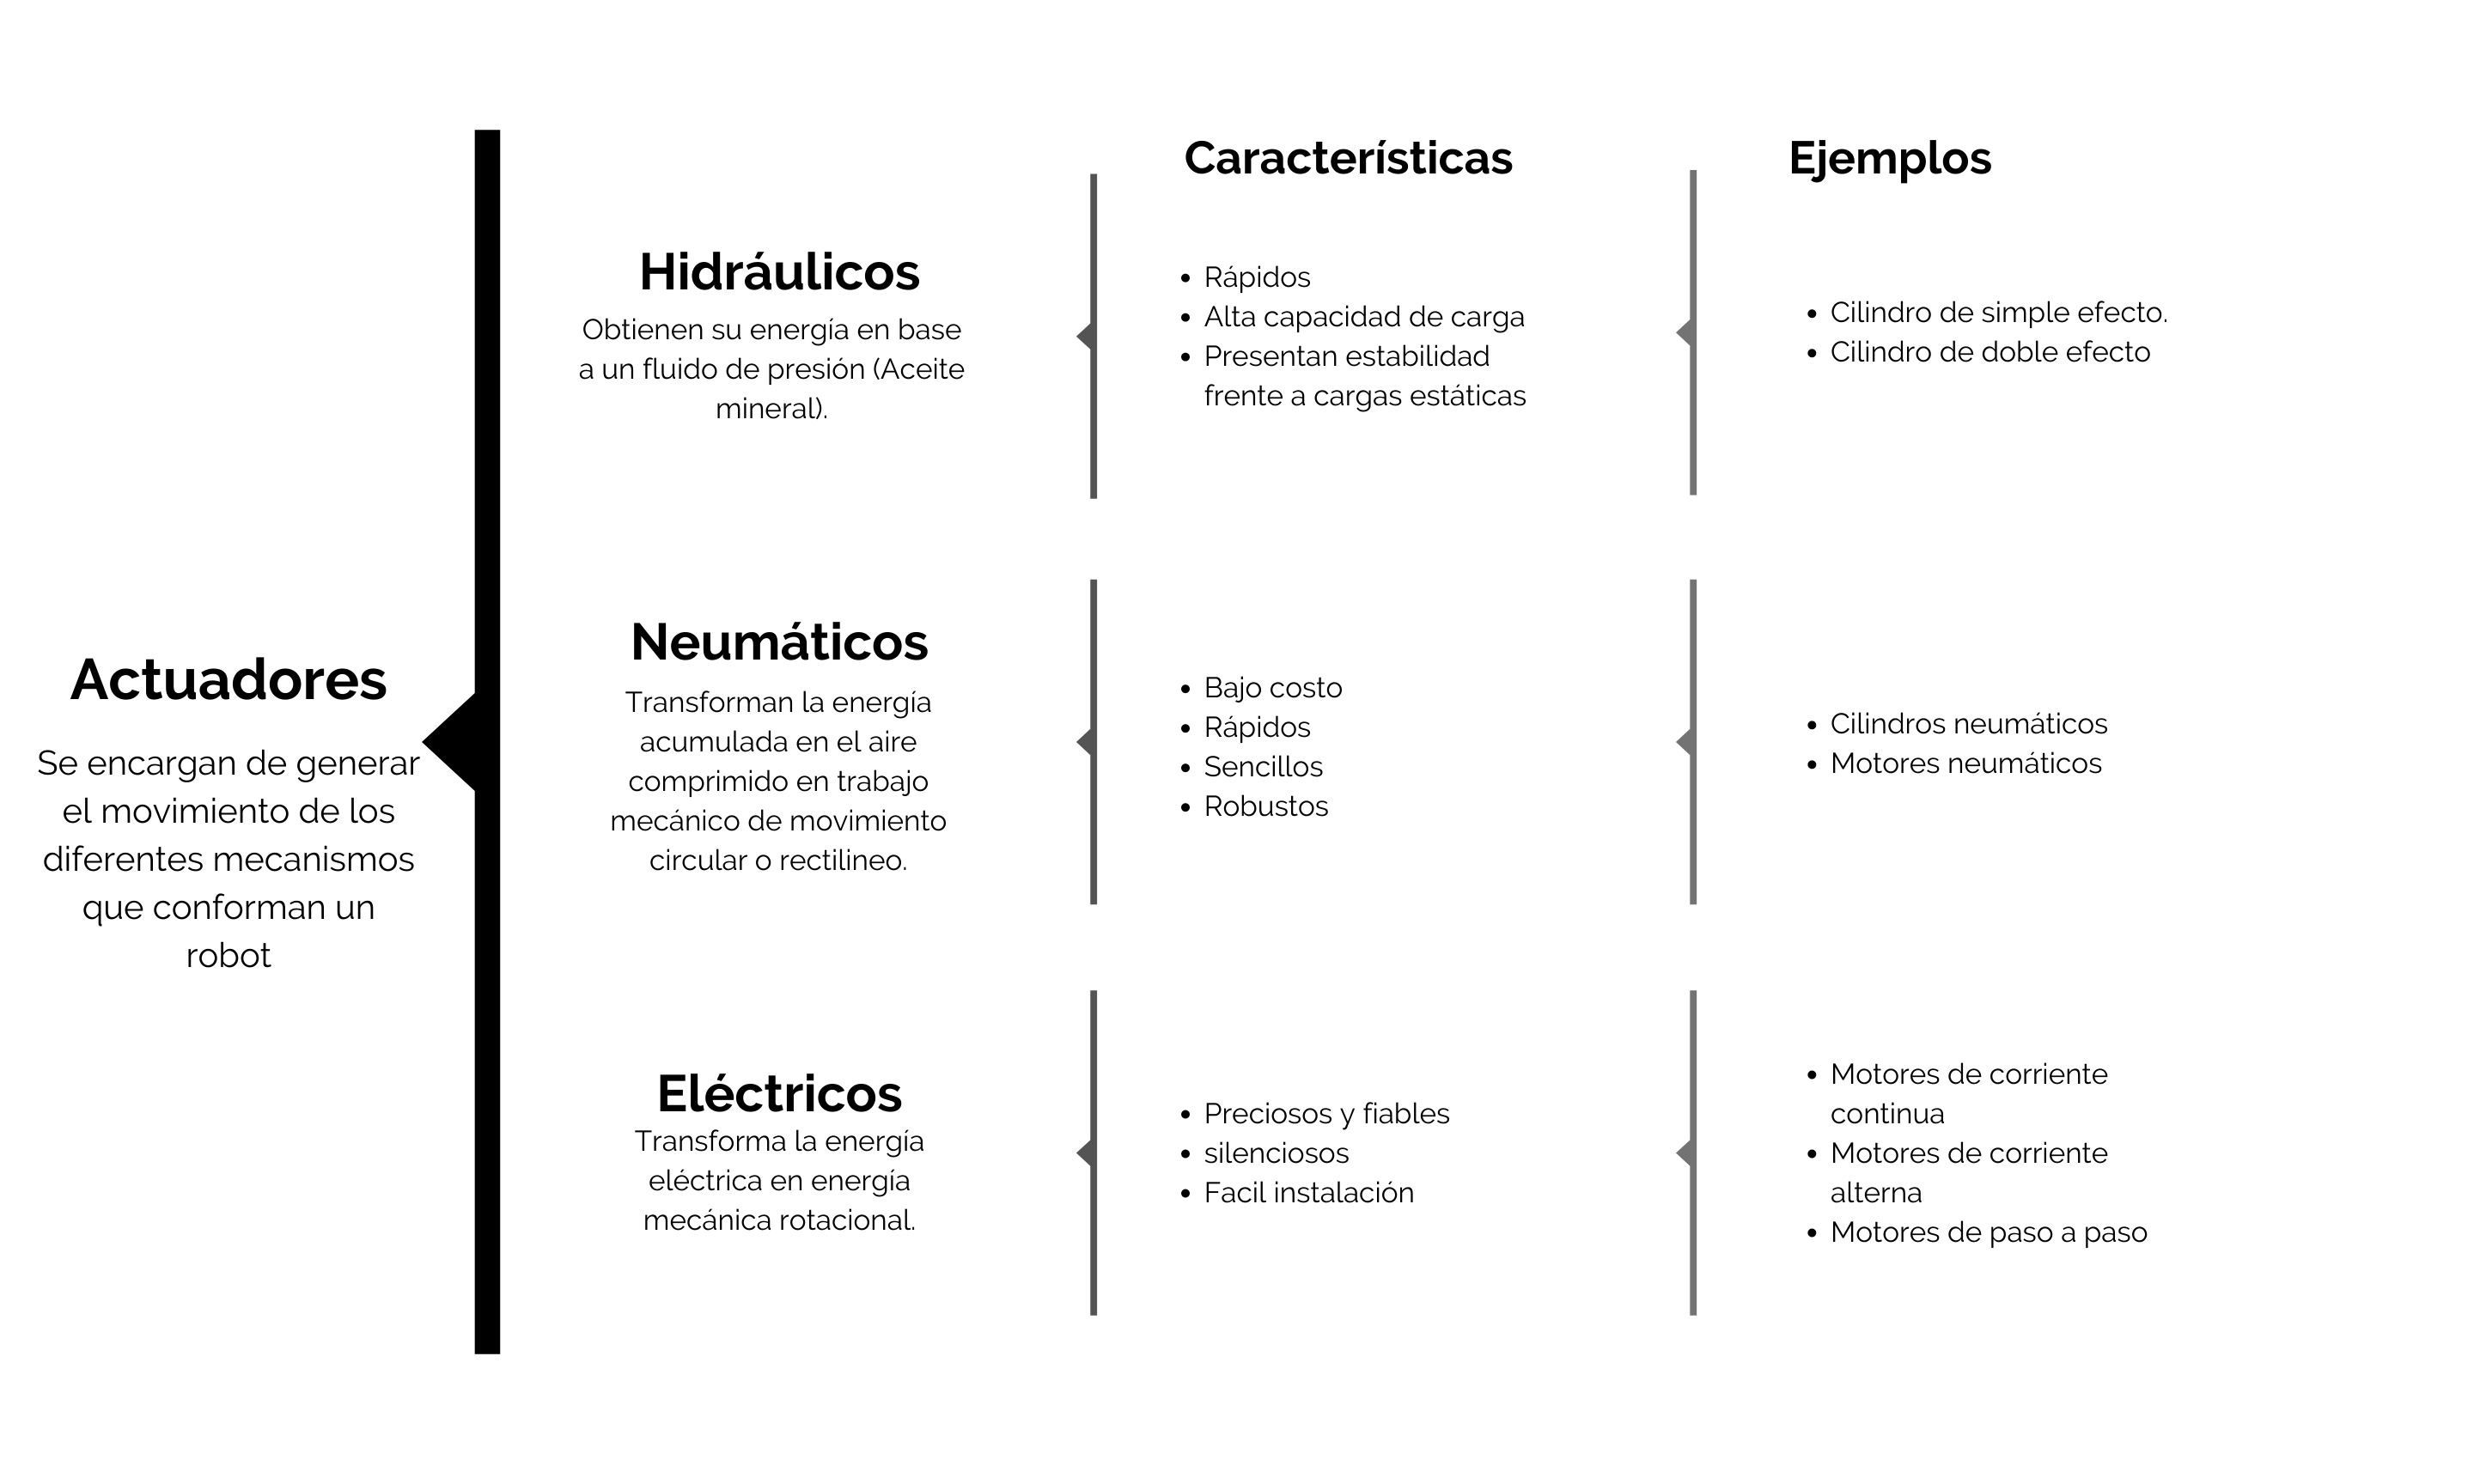 Actuadores
Se encargan de generar
el movimiento de los
diferentes mecanismos
que conforman un
robot
Hidráulicos
Obtienen su energía en base
a un fluido de presión (Aceite
mineral).
Características
• Rápidos
• Alta capacidad de carga
• Presentan estabilidad
frente a cargas estáticas
Ejemplos
• Cilindro de simple efecto.
• Cilindro de doble efecto
Neumáticos
Transforman la energía
acumulada en el aire
comprimido en trabajo
mecánico de movimiento
circular o rectilineo.
• Bajo costo
• Rápidos
• Sencillos
• Robustos
• Cilindros neumáticos
• Motores neumáticos
Eléctricos
Transforma la energía
eléctrica en energía
mecánica rotacional.
• Preciosos y fiables
• silenciosos
• Facil instalación
• Motores de corriente
continua
• Motores de corriente
alterna
• Motores de paso a paso